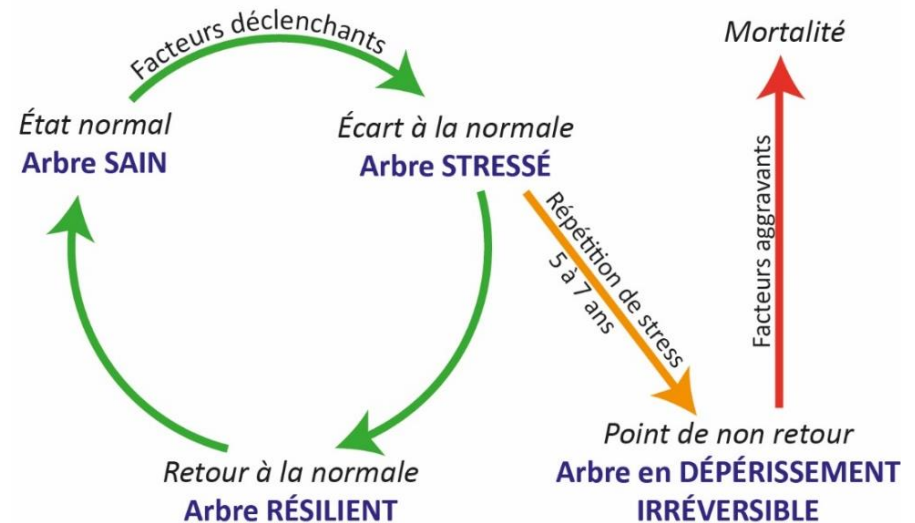 Facteurs déclenchants
Mortalité
État normal
Arbre SAIN
Écart à la normale
Arbre STRESSÉ
Répétition de stress
5 à 7 ans
Facteurs aggravants
Retour à la normale
Arbre RÉSILIENT
Point de non retour
Arbre en DÉPÉRISSEMENT
IRRÉVERSIBLE